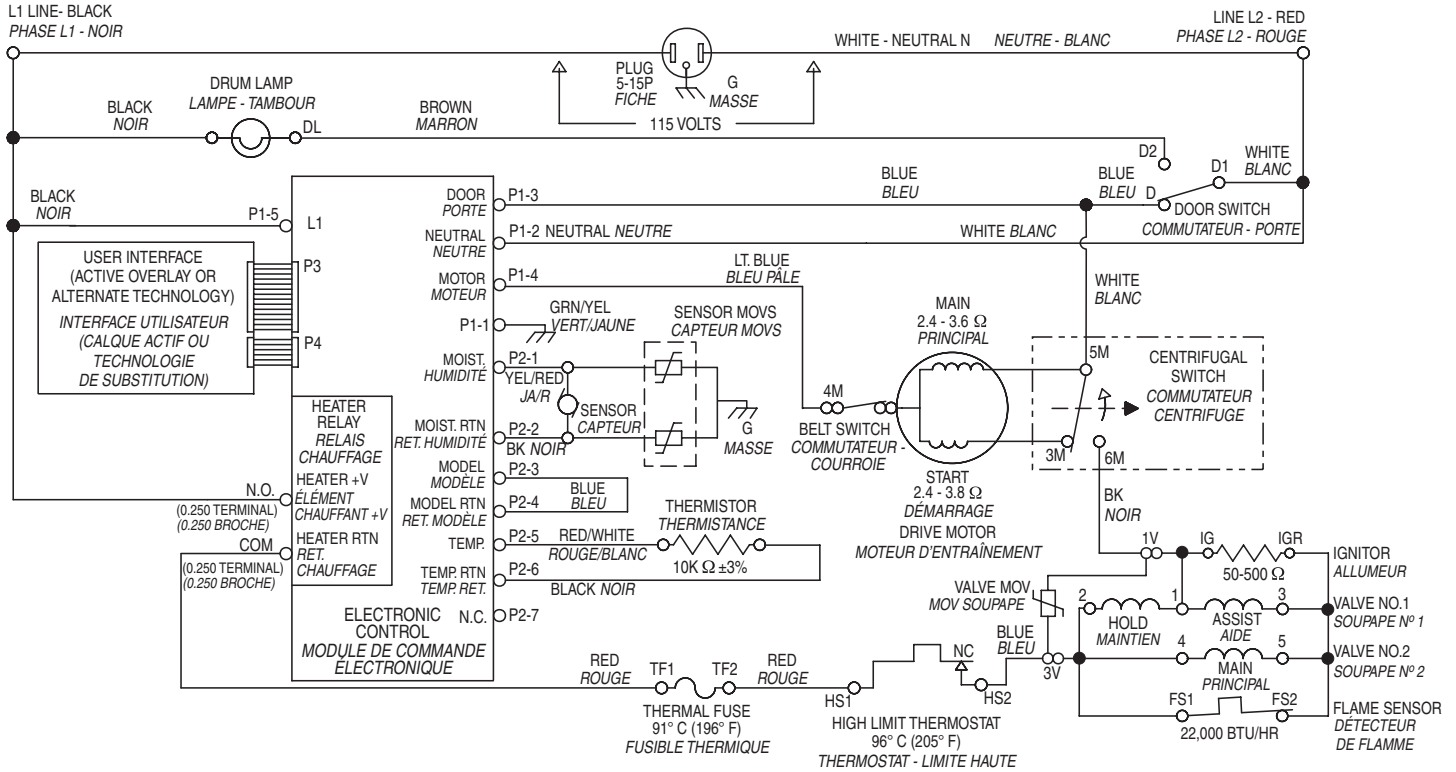 L1 LINE- BLACK
PHASE L1 - NOIR
LINE L2 - RED
PHASE L2 - ROUGE
WHITE - NEUTRAL N
NEUTRE - BLANC
PLUG
5-15P
FICHE
G
MASSE
115 VOLTS
DRUM LAMP
LAMPE - TAMBOUR
BLACK
NOIR
DL
BROWN
MARRON
D2
D1
WHITE
BLANC
BLUE
BLEU
BLUE
BLEU
D
DOOR SWITCH
COMMUTATEUR - PORTE
BLACK
NOIR
P1-5
L1
DOOR
PORTE
P1-3
NEUTRAL
NEUTRE
P1-2 NEUTRAL NEUTRE
WHITE BLANC
MOTOR
MOTEUR
P1-4
LT. BLUE
BLEU PÂLE
WHITE
BLANC
USER INTERFACE
(ACTIVE OVERLAY OR
ALTERNATE TECHNOLOGY)
INTERFACE UTILISATEUR
(CALQUE ACTIF OU
TECHNOLOGIE
DE SUBSTITUTION)
P3
P4
P1-1
GRN/YEL
VERT/JAUNE
SENSOR MOVS
CAPTEUR MOVS
MOIST.
HUMIDITÉ
P2-1
YEL/RED
JA/R
SENSOR
CAPTEUR
G
MASSE
MOIST. RTN
RET. HUMIDITÉ
P2-2
BK NOIR
MAIN
2.4 - 3.6 Ω
PRINCIPAL
4M
BELT SWITCH
COMMUTATEUR -
COURROIE
START
2.4 - 3.8 Ω
DÉMARRAGE
DRIVE MOTOR
MOTEUR D'ENTRAÎNEMENT
5M
CENTRIFUGAL
SWITCH
COMMUTATEUR
CENTRIFUGE
3M
6M
BK
NOIR
HEATER
RELAY
RELAIS
CHAUFFAGE
N.O.
(0.250 TERMINAL)
(0.250 BROCHE)
HEATER +V
ÉLÉMENT
CHAUFFANT +V
COM
(0.250 TERMINAL)
(0.250 BROCHE)
HEATER RTN
RET.
CHAUFFAGE
MODEL
MODÈLE
P2-3
MODEL RTN
RET. MODÈLE
P2-4
BLUE
BLEU
TEMP.
P2-5
RED/WHITE
ROUGE/BLANC
THERMISTOR
THERMISTANCE
10K Ω ±3%
TEMP. RTN
TEMP. RET.
P2-6
BLACK NOIR
N.C.
P2-7
ELECTRONIC
CONTROL
MODULE DE COMMANDE
ÉLECTRONIQUE
1V
IG
IGR
50-500 Ω
IGNITOR
ALLUMEUR
VALVE MOV
MOV SOUPAPE
2
1
3
HOLD
MAINTIEN
ASSIST
AIDE
VALVE NO.1
SOUPAPE Nº 1
BLUE
BLEU
3V
4
5
MAIN
PRINCIPAL
VALVE NO.2
SOUPAPE Nº 2
FS1
FS2
22,000 BTU/HR
FLAME SENSOR
DÉTECTEUR
DE FLAMME
RED
ROUGE
TF1
TF2
THERMAL FUSE
91° C (196° F)
FUSIBLE THERMIQUE
RED
ROUGE
HS1
NC
HS2
HIGH LIMIT THERMOSTAT
96° C (205° F)
THERMOSTAT - LIMITE HAUTE